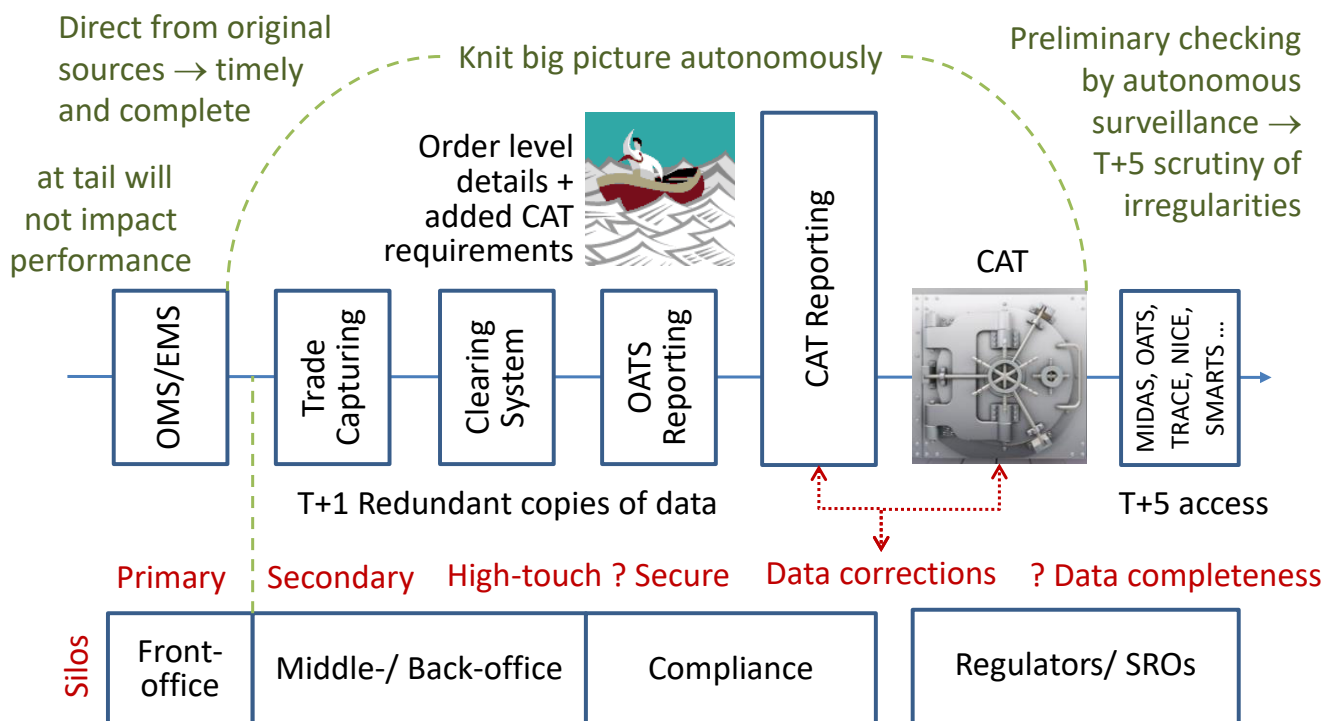 Direct from original
sources → timely
and complete
at tail will
not impact
performance
Knit big picture autonomously
Preliminary checking
by autonomous
surveillance →
T+5 scrutiny of
irregularities
Order level
details +
added CAT
requirements
OMS/EMS
Trade
Capturing
Clearing
System
OATS
Reporting
CAT Reporting
CAT
MIDAS, OATS,
TRACE, NICE,
SMARTS ...
T+1 Redundant copies of data
T+5 access
Primary
Secondary
High-touch ? Secure
Data corrections
? Data completeness
Silos
Front-
office
Middle-/ Back-office
Compliance
Regulators/ SROs